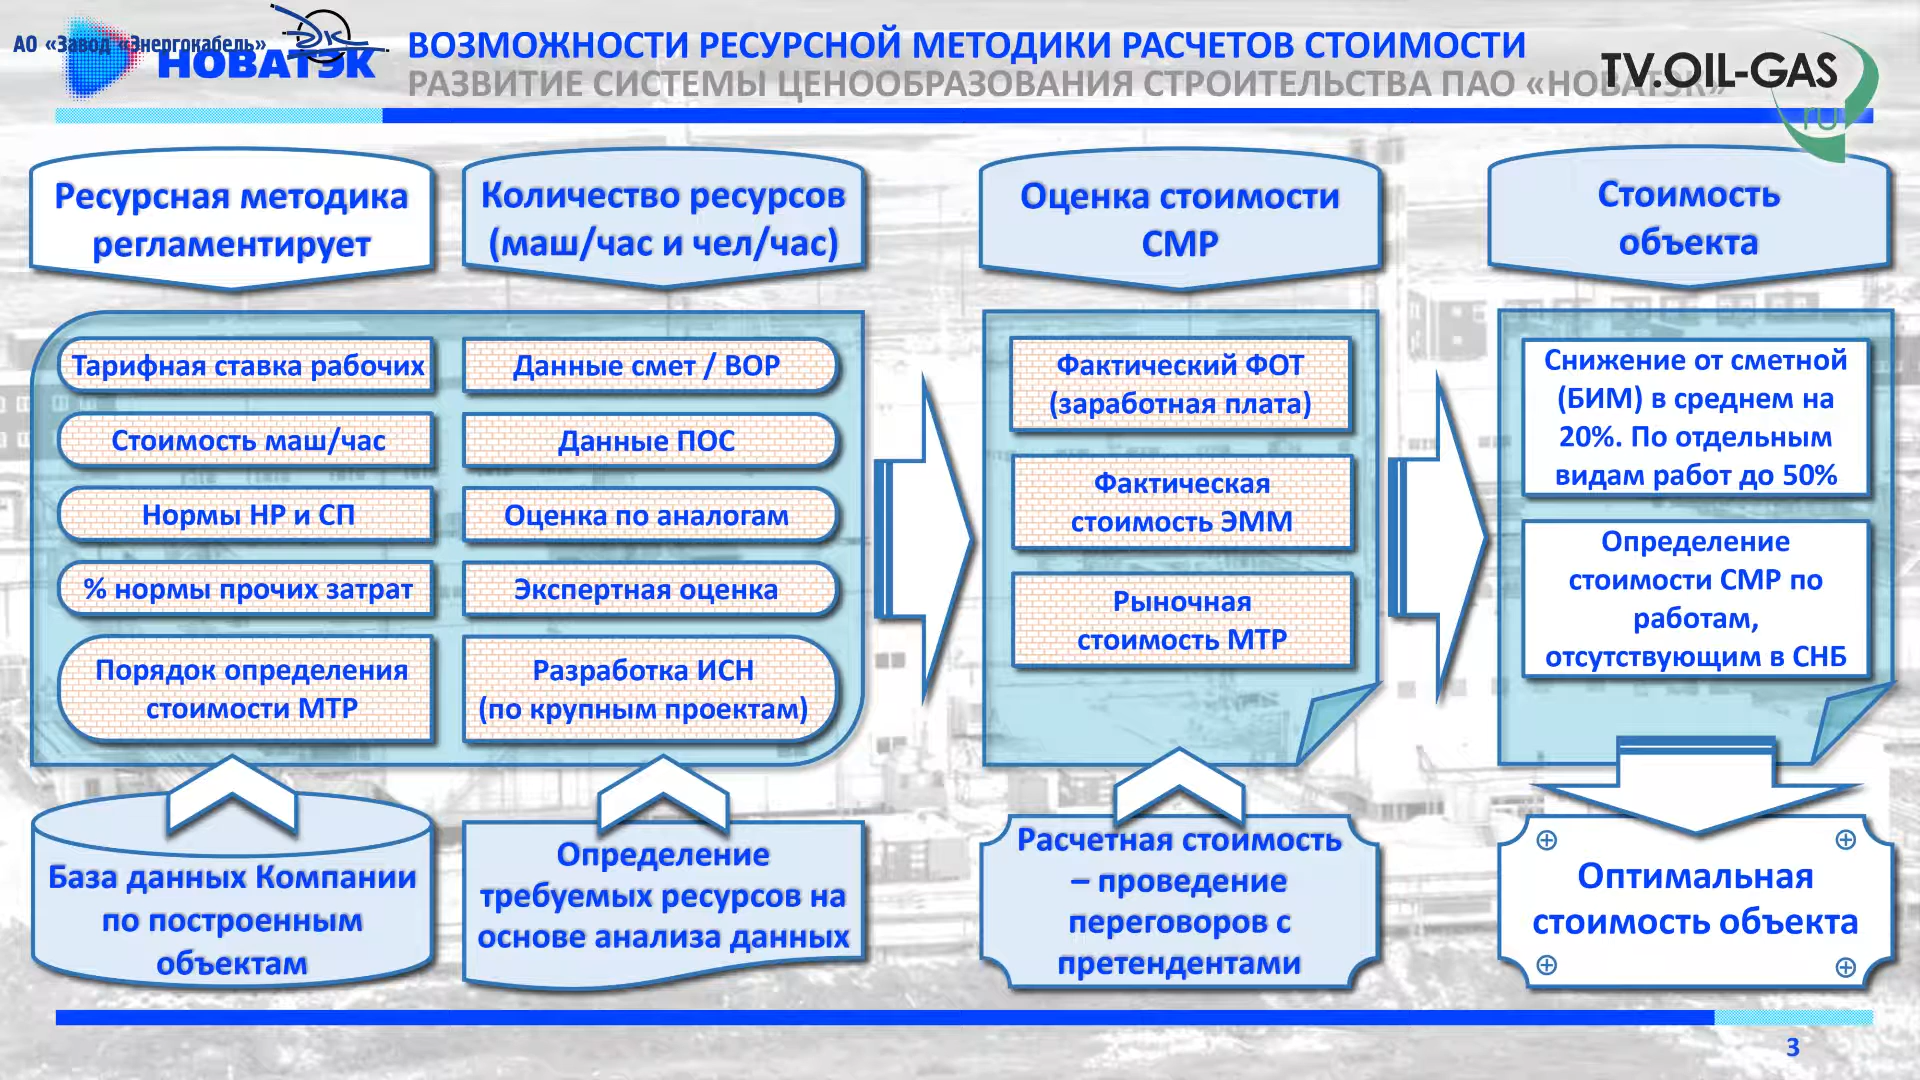 АО «Завод «Энергокабель»
НОВАТЭК
ВОЗМОЖНОСТИ РЕСУРСНОЙ МЕТОДИКИ РАСЧЕТОВ СТОИМОСТИ
РАЗВИТИЕ СИСТЕМЫ ЦЕНООБРАЗОВАНИЯ СТРОИТЕЛЬСТВА ПАО «НОВАТЭК»
TV.OIL-GAS
ru
Ресурсная методика
регламентирует
Тарифная ставка рабочих
Стоимость маш/час
Нормы НР и СП
% нормы прочих затрат
Порядок определения
стоимости МТР
База данных Компании
по построенным
объектам
Количество ресурсов
(маш/час и чел/час)
Данные смет / ВОР
Данные ПОС
Оценка по аналогам
Экспертная оценка
Разработка ИСН
(по крупным проектам)
Определение
требуемых ресурсов на
основе анализа данных
Оценка стоимости
СМР
Фактический ФОТ
(заработная плата)
Фактическая
стоимость ЭММ
Рыночная
стоимость МТР
Расчетная стоимость
– проведение
переговоров с
претендентами
Стоимость
объекта
Снижение от сметной
(БИМ) в среднем на
20%. По отдельным
видам работ до 50%
Определение
стоимости СМР по
работам,
отсутствующим в СНБ
Оптимальная
стоимость объекта
3